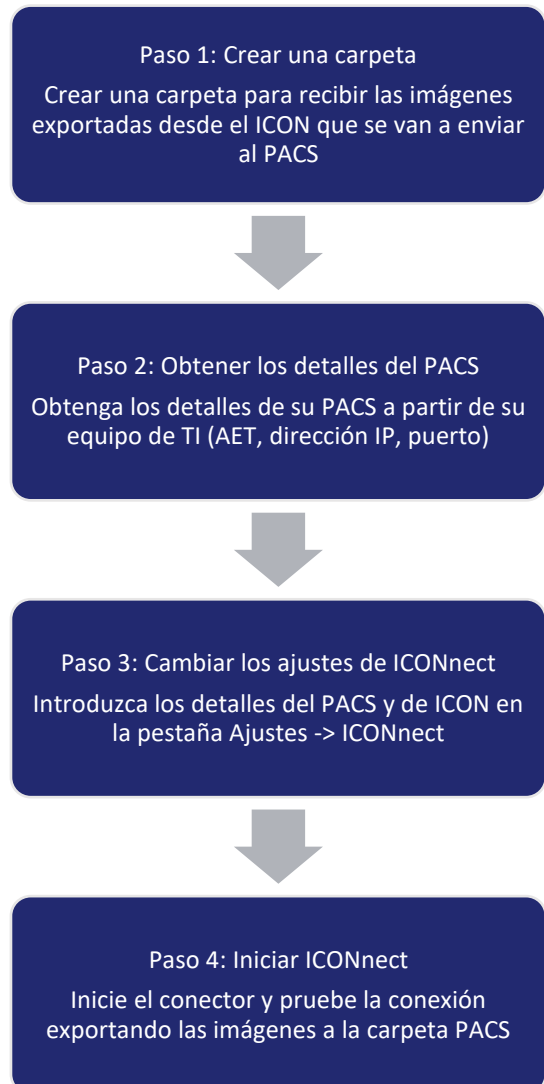 Paso 1: Crear una carpeta
Crear una carpeta para recibir las imágenes
exportadas desde el ICON que se van a enviar
al PACS
Paso 2: Obtener los detalles del PACS
Obtenga los detalles de su PACS a partir de su
equipo de TI (AET, dirección IP, puerto)
Paso 3: Cambiar los ajustes de ICONnect
Introduzca los detalles del PACS y de ICON en
la pestaña Ajustes -> ICONnect
Paso 4: Iniciar ICONnect
Inicie el conector y pruebe la conexión
exportando las imágenes a la carpeta PACS